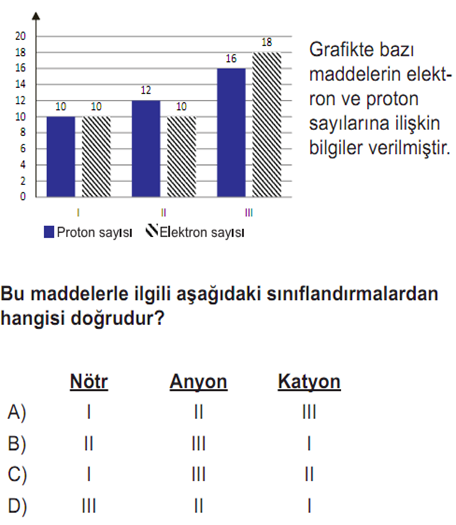 20
18
16
14
12
10
8
6
4
2
0
10
10
12
10
16
18
I
II
III
Proton sayısı
Elektron sayısı
Grafikte bazı
maddelerin elekt-
ron ve proton
sayılarına ilişkin
bilgiler verilmiştir.
Bu maddelerle ilgili aşağıdaki sınıflandırmalardan
hangisi doğrudur?
Nötr Anyon Katyon
A) I II III
B) II III I
C) I III II
D) III II I